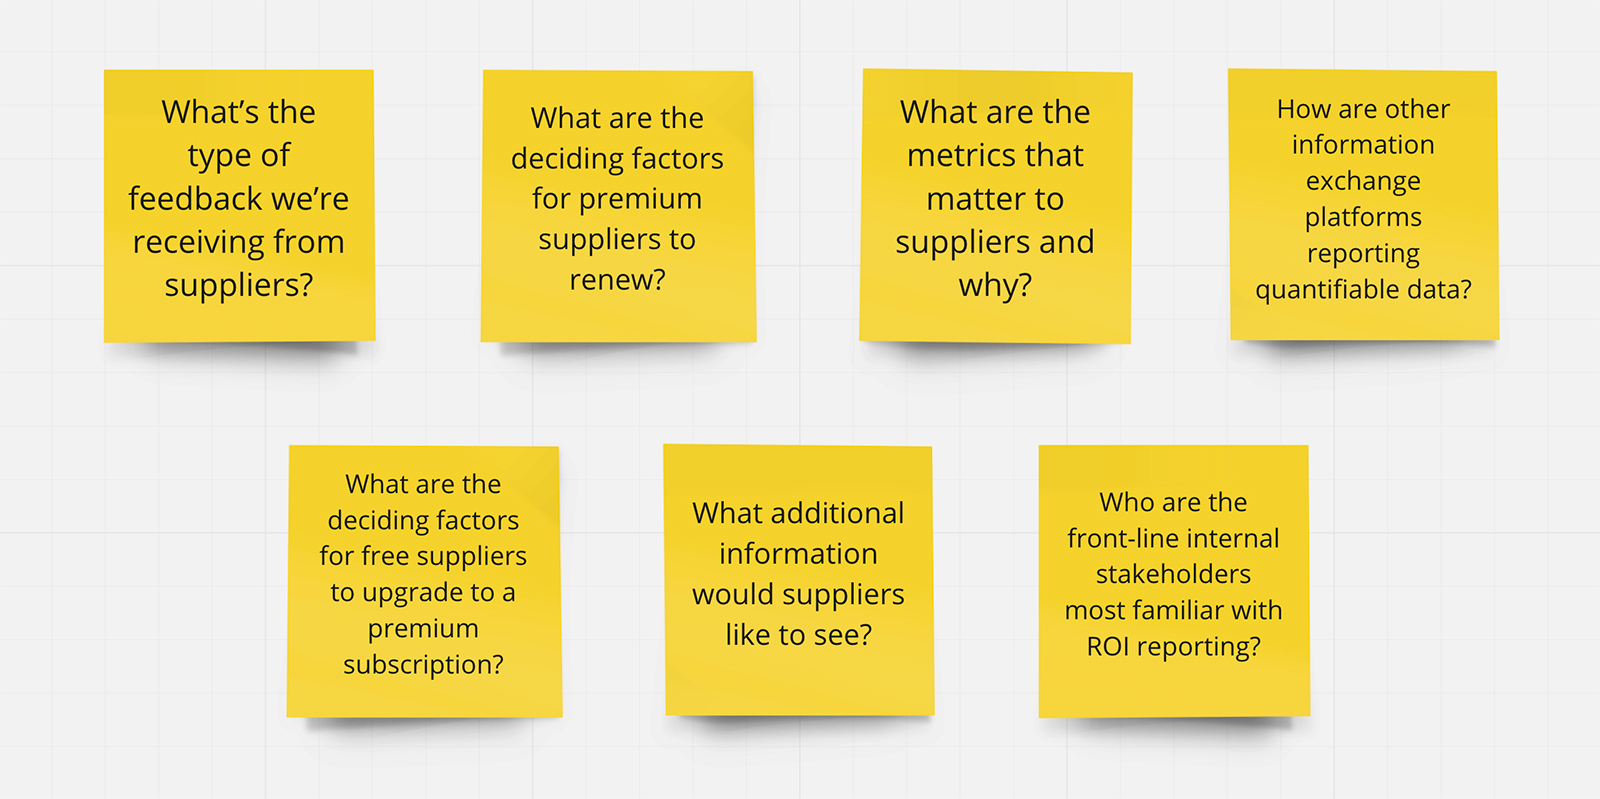 What’s the
type of
feedback we’re
receiving from
suppliers?
What are the
deciding factors
for premium
suppliers to
renew?
What are the
metrics that
matter to
suppliers and
why?
How are other
information
exchange
platforms
reporting
quantifiable data?
What are the
deciding factors
for free suppliers
to upgrade to a
premium
subscription?
What additional
information
would suppliers
like to see?
Who are the
front-line internal
stakeholders
most familiar with
ROI reporting?